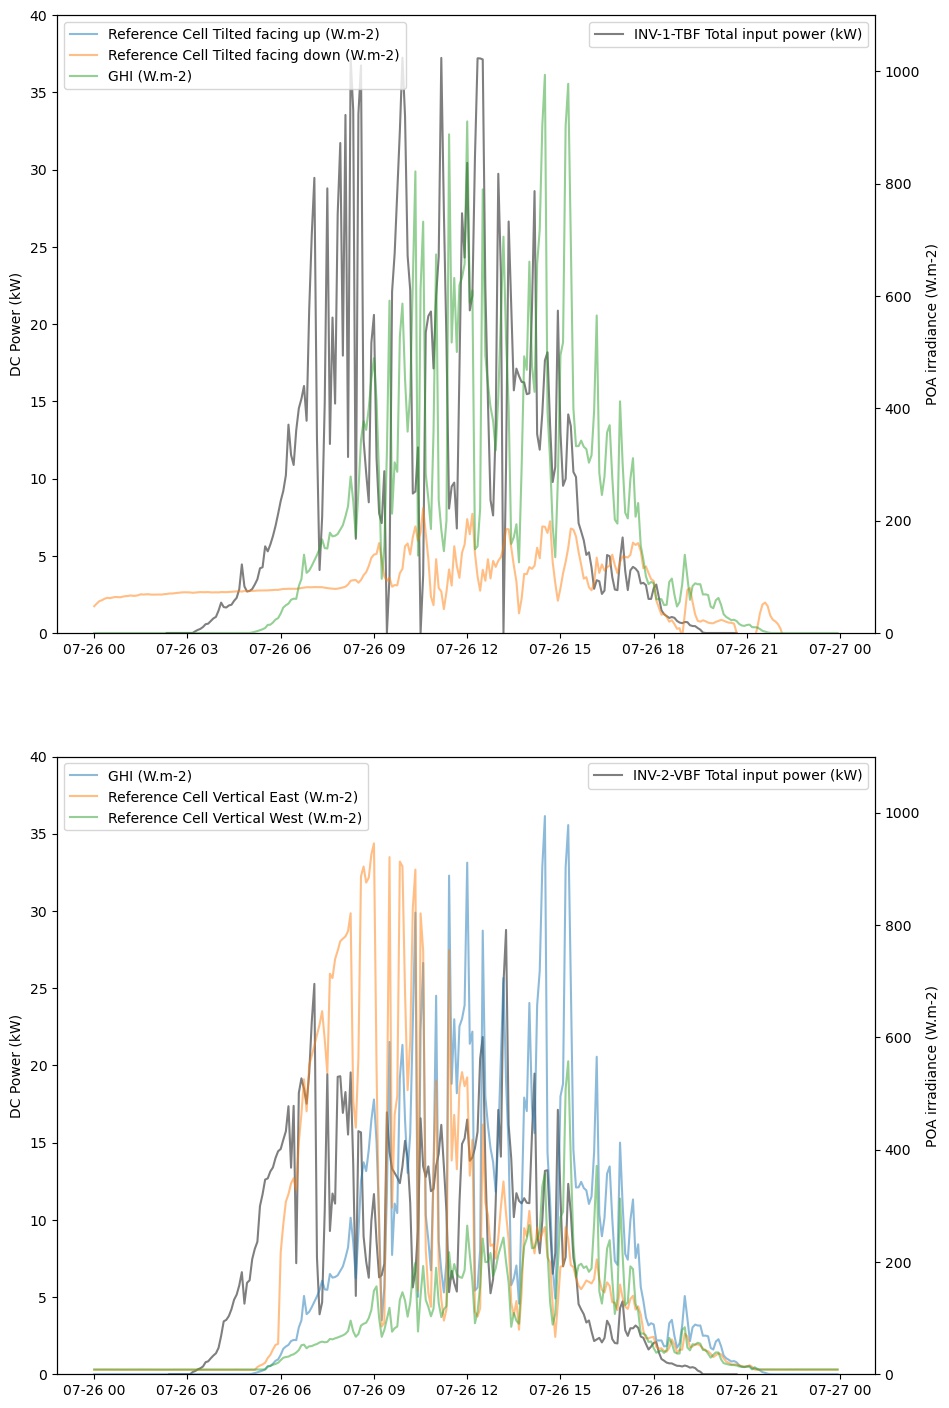 40
35
30
25
20
15
10
5
0
DC Power (kW)
Reference Cell Tilted facing up (W.m-2)
Reference Cell Tilted facing down (W.m-2)
GHI (W.m-2)
INV-1-TBF Total input power (kW)
1000
800
600
400
200
0
POA irradiance (W.m-2)
07-26 00 07-26 03 07-26 06 07-26 09 07-26 12 07-26 15 07-26 18 07-26 21 07-27 00
40
35
30
25
20
15
10
5
0
DC Power (kW)
GHI (W.m-2)
Reference Cell Vertical East (W.m-2)
Reference Cell Vertical West (W.m-2)
INV-2-VBF Total input power (kW)
1000
800
600
400
200
0
POA irradiance (W.m-2)
07-26 00 07-26 03 07-26 06 07-26 09 07-26 12 07-26 15 07-26 18 07-26 21 07-27 00